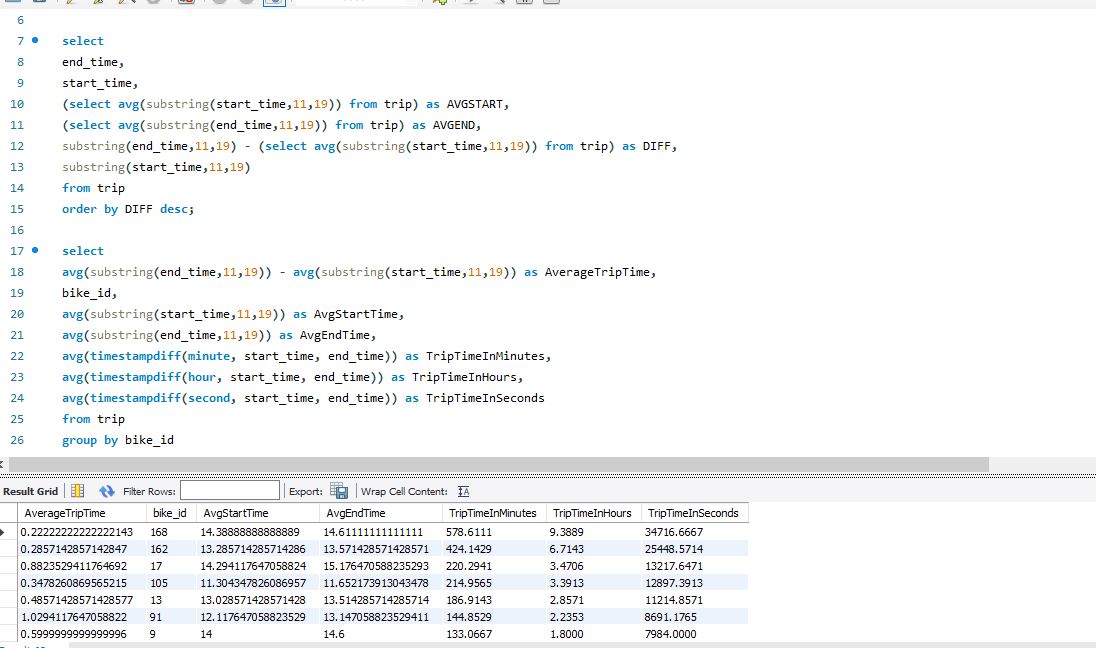 6
7 select
8 end_time,
9 start_time,
10 (select avg(substring(start_time,11,19)) from trip) as AVGSTART,
11 (select avg(substring(end_time,11,19)) from trip) as AVGEND,
12 substring(end_time,11,19) - (select avg(substring(start_time,11,19)) from trip) as DIFF,
13 substring(start_time,11,19)
14 from trip
15 order by DIFF desc;
16
17 select
18 avg(substring(end_time,11,19)) - avg(substring(start_time,11,19)) as AverageTripTime,
19 bike_id,
20 avg(substring(start_time,11,19)) as AvgStartTime,
21 avg(substring(end_time,11,19)) as AvgEndTime,
22 avg(timestampdiff(minute, start_time, end_time)) as TripTimeInMinutes,
23 avg(timestampdiff(hour, start_time, end_time)) as TripTimeInHours,
24 avg(timestampdiff(second, start_time, end_time)) as TripTimeInSeconds
25 from trip
26 group by bike_id
Result Grid Filter Rows: Export: Wrap Cell Content: IA
AverageTripTime bike_id AvgStartTime AvgEndTime TripTimeInMinutes TripTimeInHours TripTimeInSeconds
0.22222222222222143 168 14.38888888888889 14.61111111111111 578.6111 9.3889 34716.6667
0.2857142857142847 162 13.285714285714286 13.571428571428571 424.1429 6.7143 25448.5714
0.8823529411764692 17 14.294117647058824 15.176470588235293 220.2941 3.4706 13217.6471
0.3478260869565215 105 11.304347826086957 11.652173913043478 214.9565 3.3913 12897.3913
0.48571428571428577 13 13.028571428571428 13.514285714285714 186.9143 2.8571 11214.8571
1.0294117647058822 91 12.117647058823529 13.147058823529411 144.8529 2.2353 8691.1765
0.5999999999999996 9 14 14.6 133.0667 1.8000 7984.0000